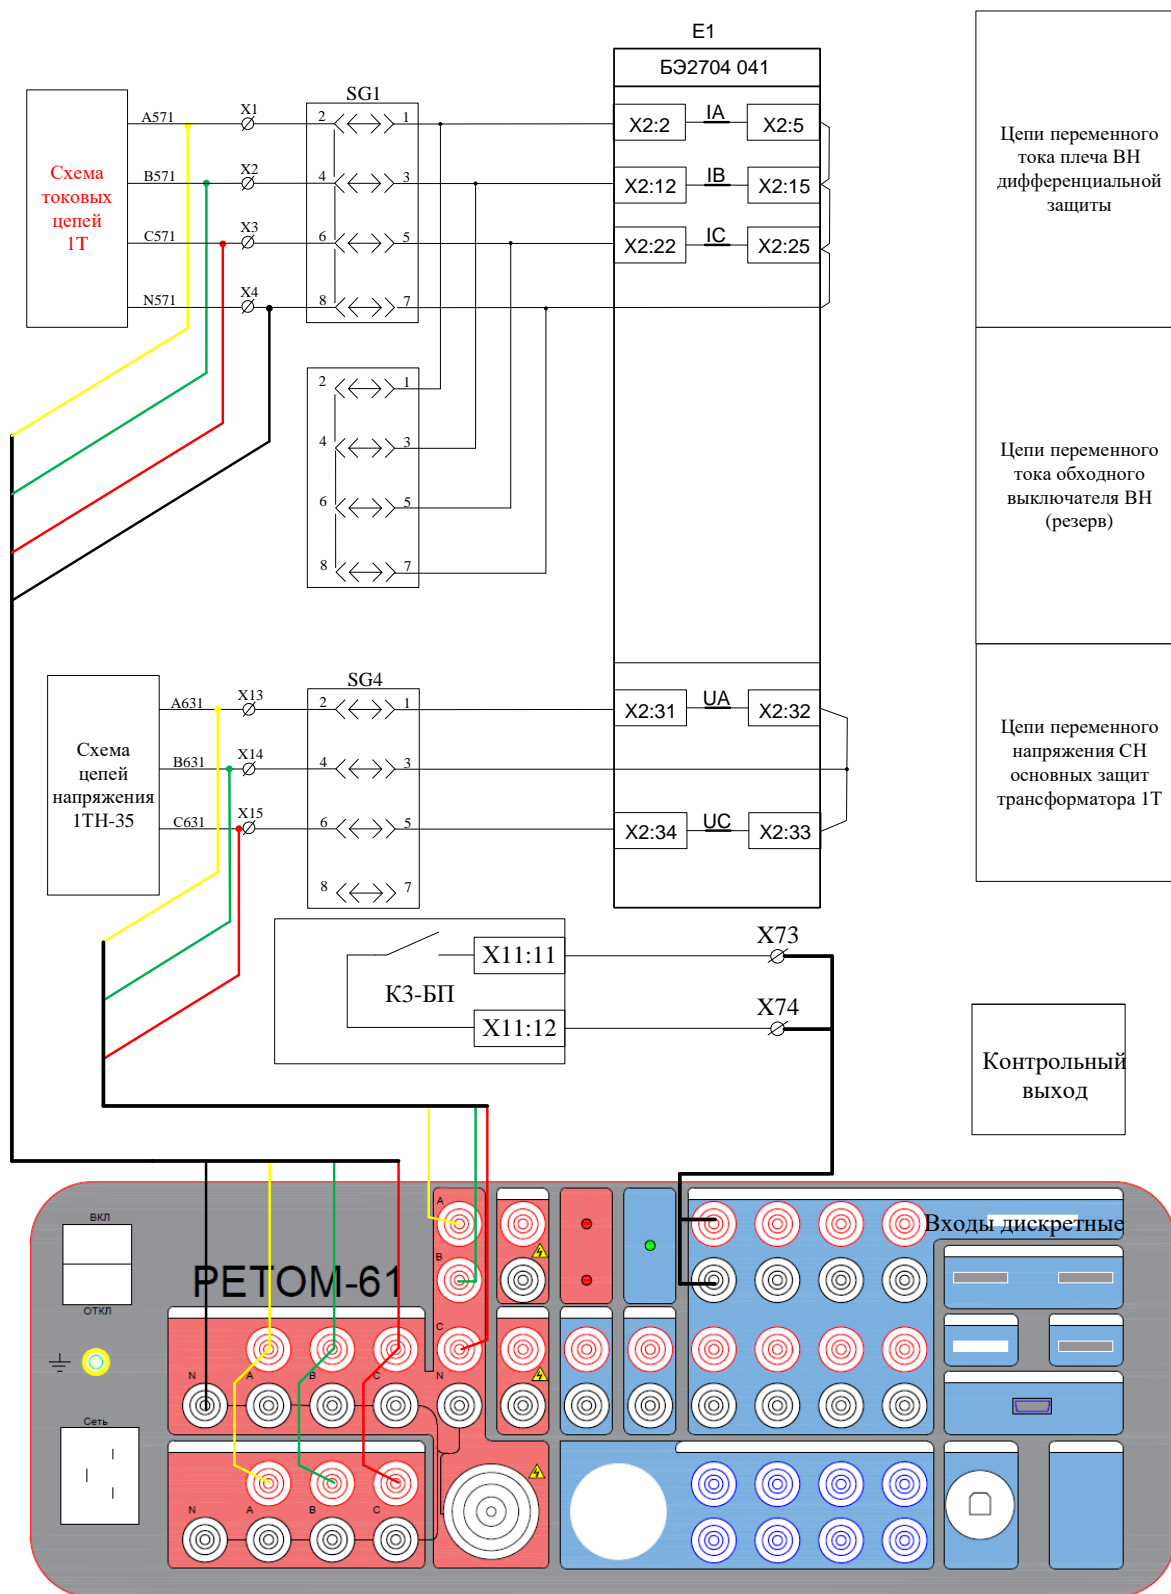 E1
БЭ2704 041
SG1
A571
X1
2
1
X2:2
IA
X2:5
B571
X2
4
3
X2:12
IB
X2:15
C571
X3
6
5
X2:22
IC
X2:25
N571
X4
8
7
Схема
токовых
цепей
1Т
Цепи переменного
тока плеча ВН
дифференциальной
защиты
2
1
4
3
6
5
8
7
Цепи переменного
тока обходного
выключателя ВН
(резерв)
SG4
A631
X13
2
1
X2:31
UA
X2:32
B631
X14
4
3
C631
X15
6
5
X2:34
UC
X2:33
8
7
Схема
цепей
напряжения
1ТН-35
Цепи переменного
напряжения СН
основных защит
трансформатора 1Т
X11:11
X73
К3-БП
X11:12
X74
Контрольный
выход
ВКЛ
ОТКЛ
Сеть
РЕТОМ-61
A
B
C
N
N
A
B
C
N
A
B
C
Входы дискретные